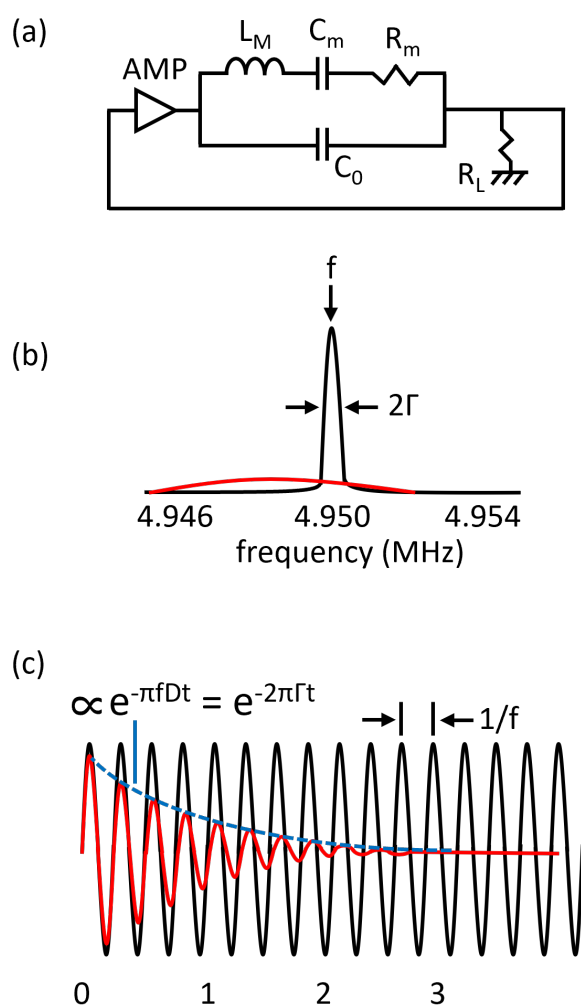 (a)
L_M C_m R_m
AMP
C_0
R_L
f
(b)
2Γ
4.946 4.950 4.954
frequency (MHz)
(c)
∝ e^-πfDt = e^-2πΓt
1/f
0 1 2 3